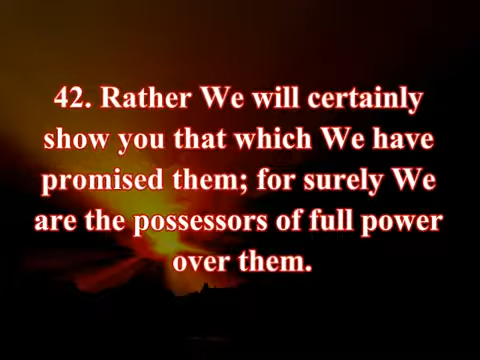 42. Rather We will certainly
show you that which We have
promised them; for surely We
are the possessors of full power
over them.